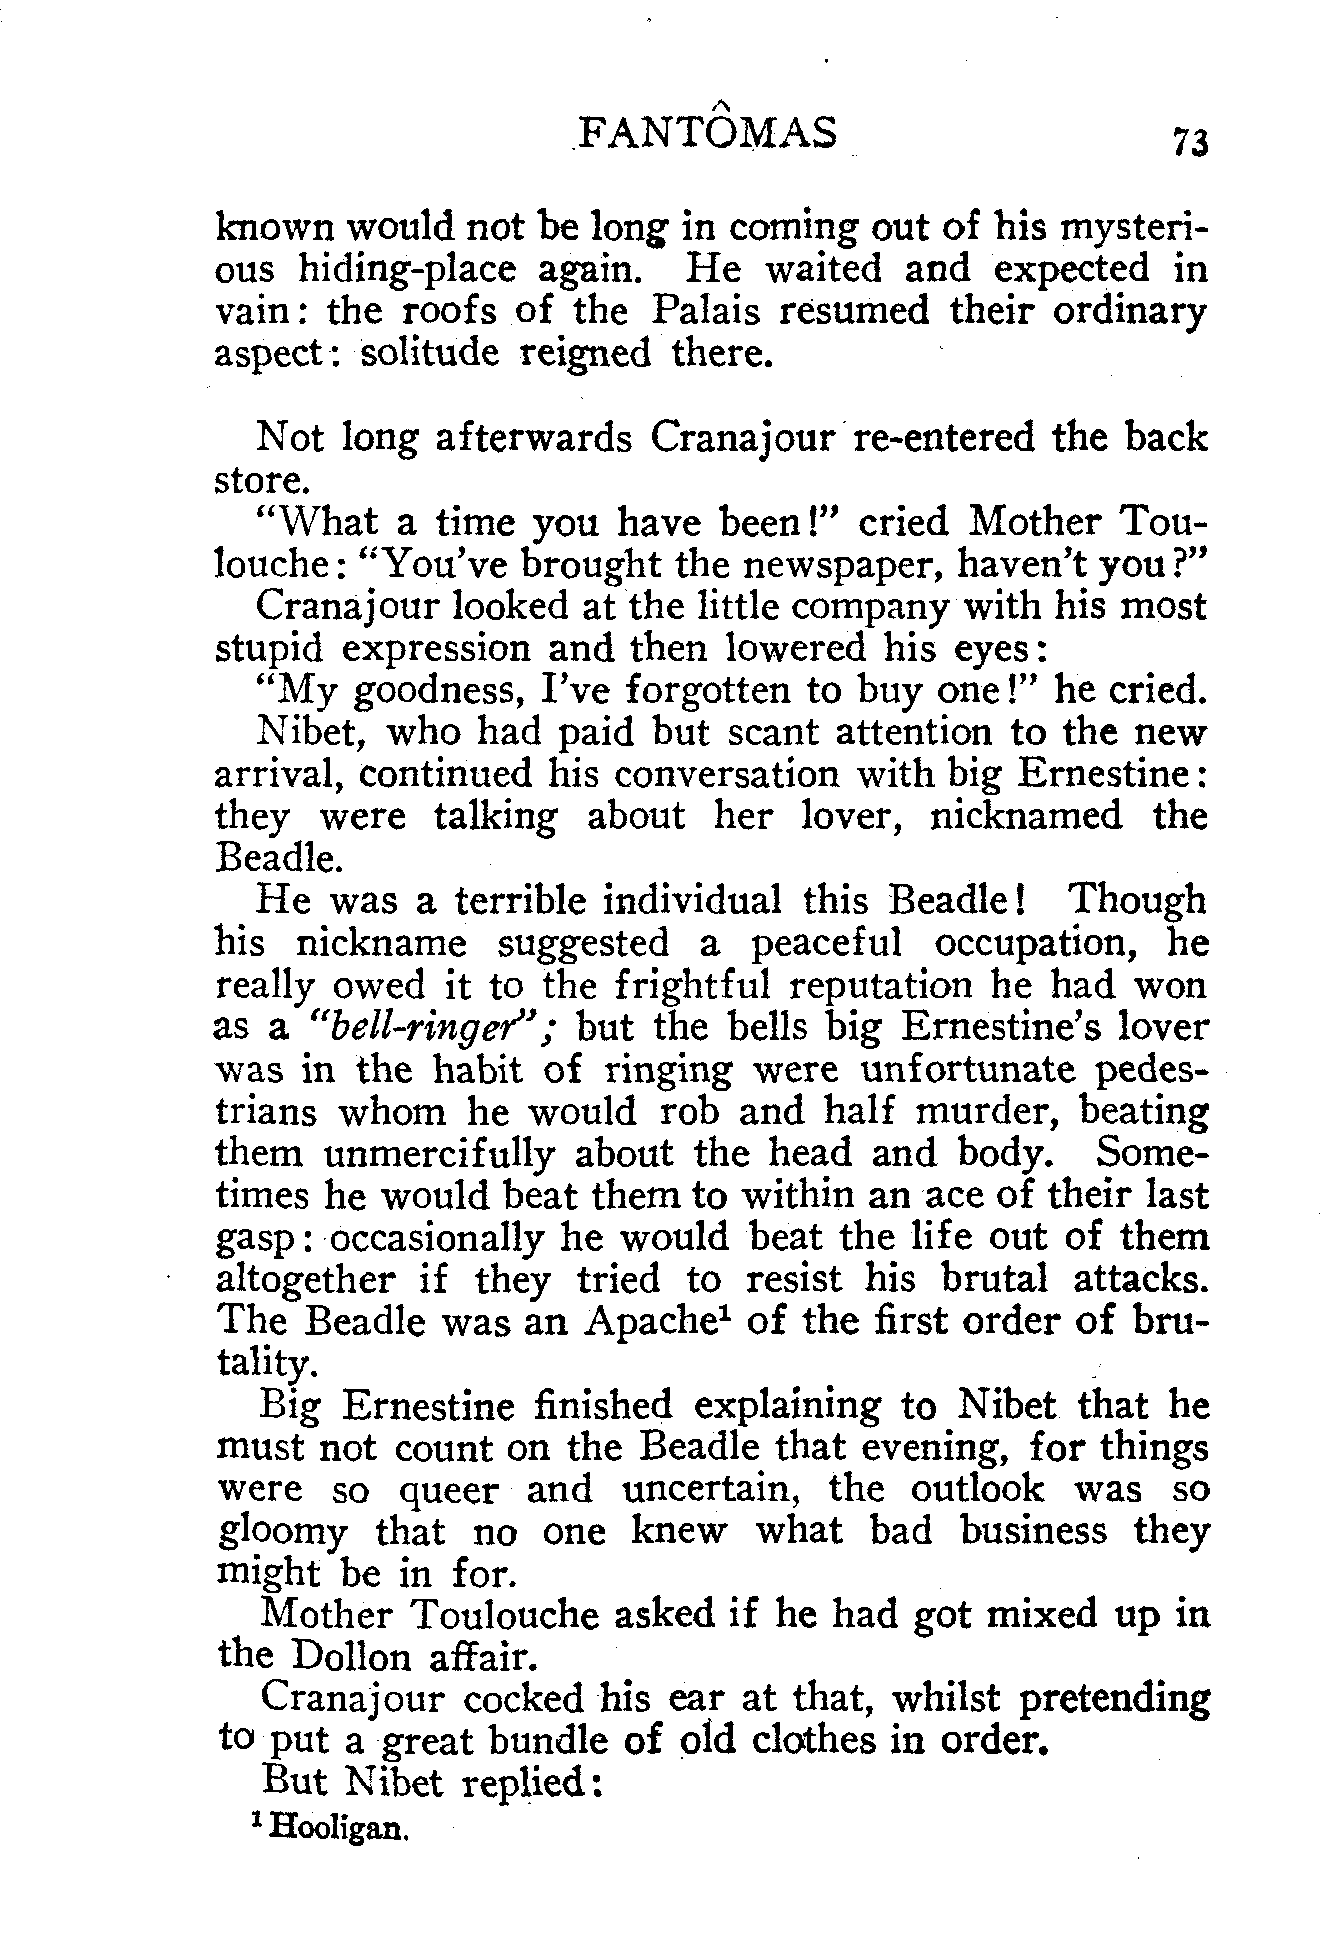 FANTÔMAS 73
known would not be long in coming out of his mysteri-
ous hiding-place again. He waited and expected in
vain: the roofs of the Palais resumed their ordinary
aspect: solitude reigned there.
Not long afterwards Cranajour re-entered the back
store.
“What a time you have been!” cried Mother Tou-
louche: “You’ve brought the newspaper, haven’t you?”
Cranajour looked at the little company with his most
stupid expression and then lowered his eyes:
“My goodness, I’ve forgotten to buy one!” he cried.
Nibet, who had paid but scant attention to the new
arrival, continued his conversation with big Ernestine:
they were talking about her lover, nicknamed the
Beadle.
He was a terrible individual this Beadle! Though
his nickname suggested a peaceful occupation, he
really owed it to the frightful reputation he had won
as a “bell-ringer”; but the bells big Ernestine’s lover
was in the habit of ringing were unfortunate pedes-
trians whom he would rob and half murder, beating
them unmercifully about the head and body. Some-
times he would beat them to within an ace of their last
gasp: occasionally he would beat the life out of them
altogether if they tried to resist his brutal attacks.
The Beadle was an Apache¹ of the first order of bru-
tality.
Big Ernestine finished explaining to Nibet that he
must not count on the Beadle that evening, for things
were so queer and uncertain, the outlook was so
gloomy that no one knew what bad business they
might be in for.
Mother Toulouche asked if he had got mixed up in
the Dollon affair.
Cranajour cocked his ear at that, whilst pretending
to put a great bundle of old clothes in order.
But Nibet replied:
¹ Hooligan.